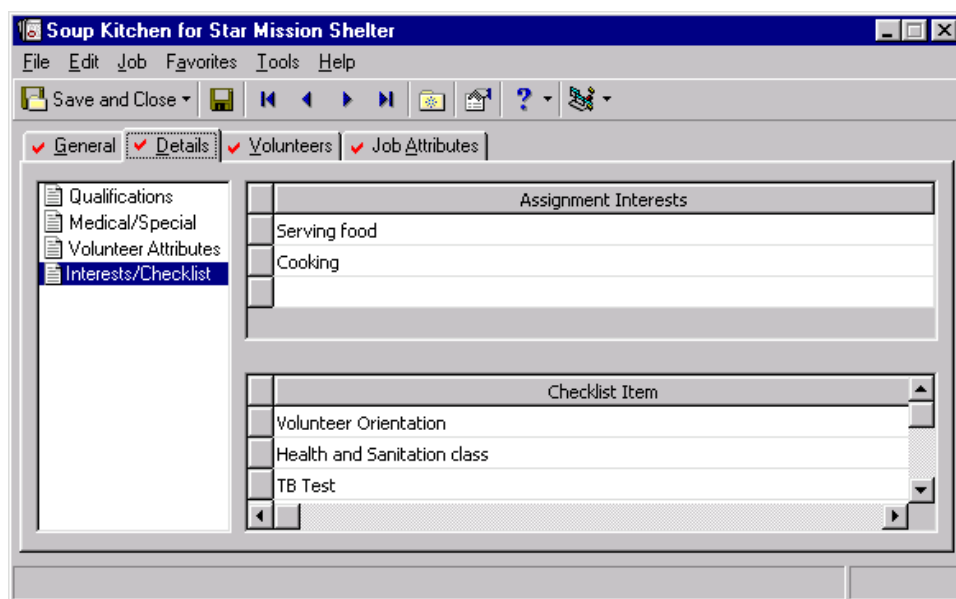 Soup Kitchen for Star Mission Shelter
File Edit Job Favorites Tools Help
Save and Close ?
General Details Volunteers Job Attributes
Qualifications
Medical/Special
Volunteer Attributes
Interests/Checklist
Assignment Interests
Serving food
Cooking
Checklist Item
Volunteer Orientation
Health and Sanitation class
TB Test